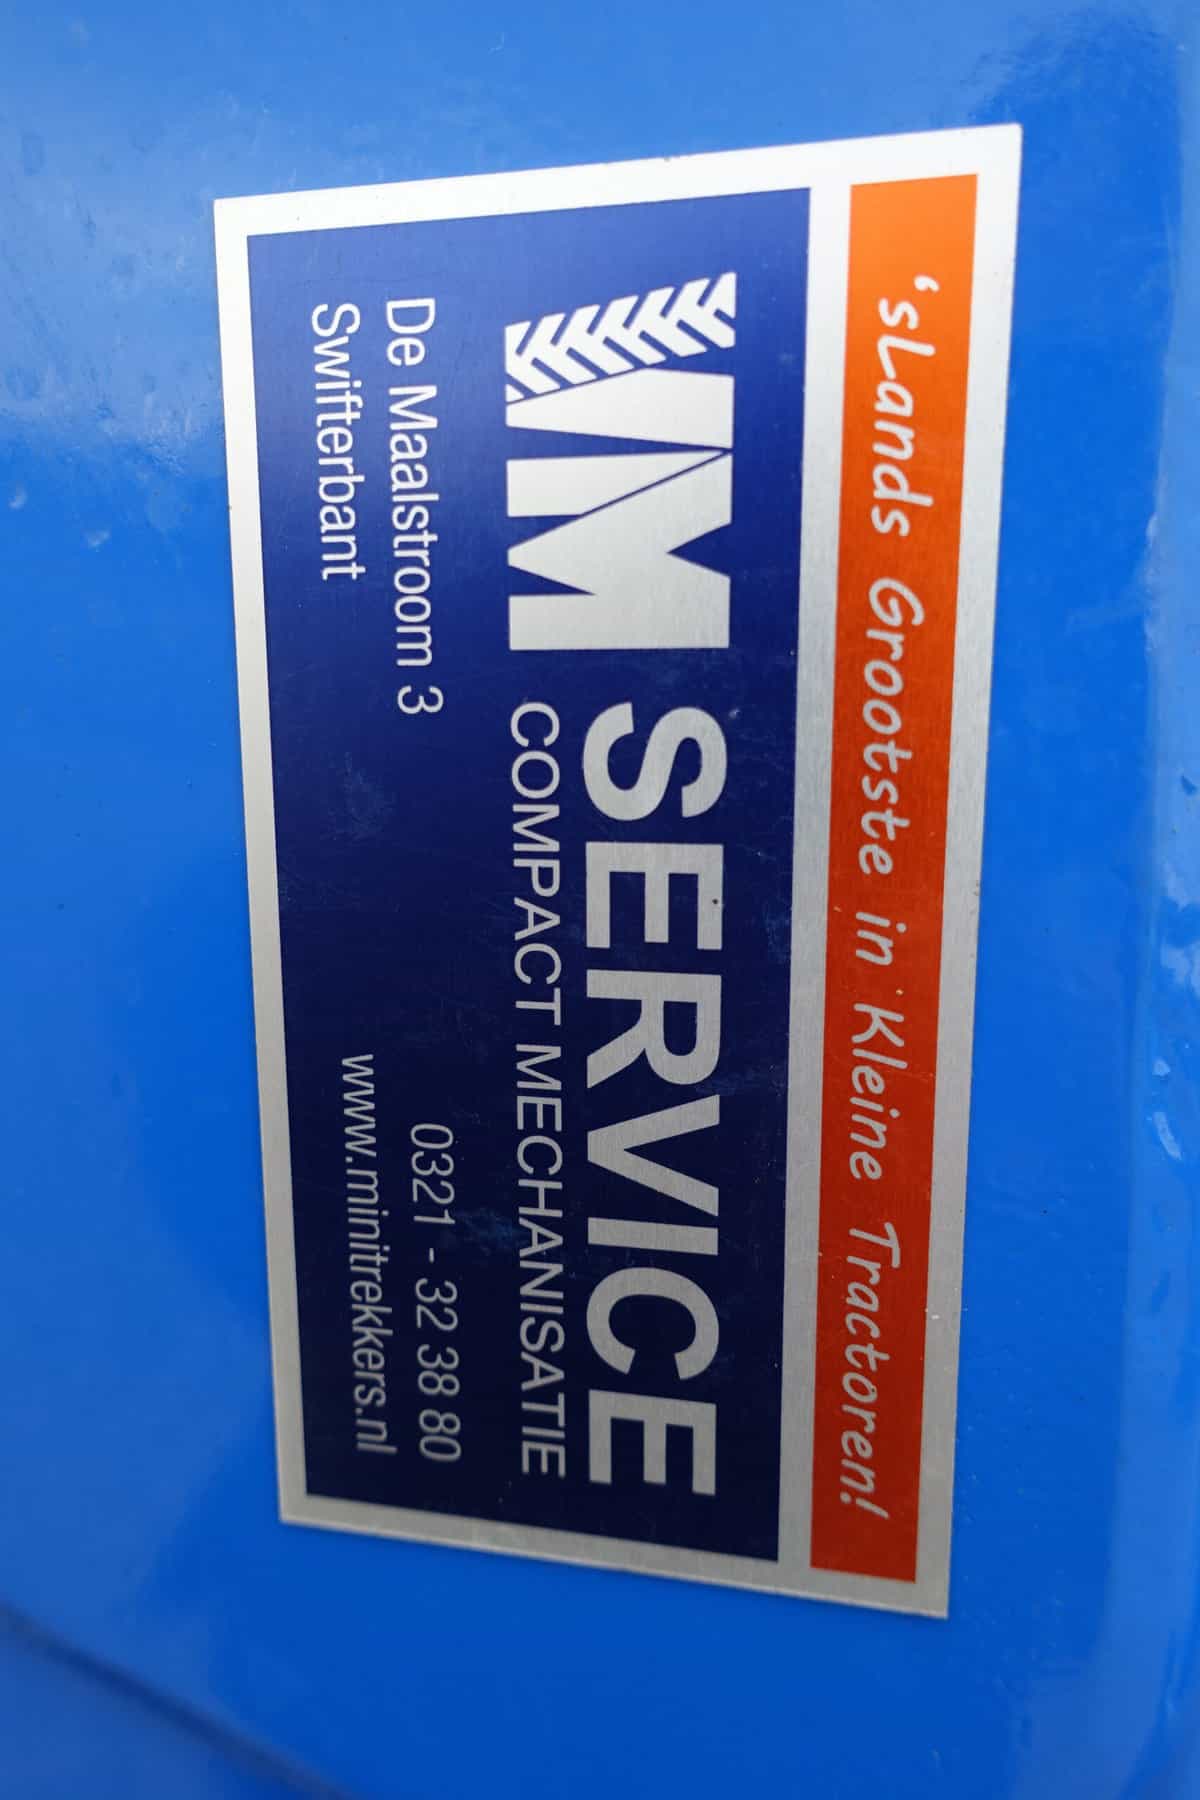 'sLands Grootste in Kleine Tractoren!
VM SERVICE
COMPACT MECHANISATIE
De Maalstroom 3
Swifterbant
0321 - 32 38 80
www.minitrekkers.nl